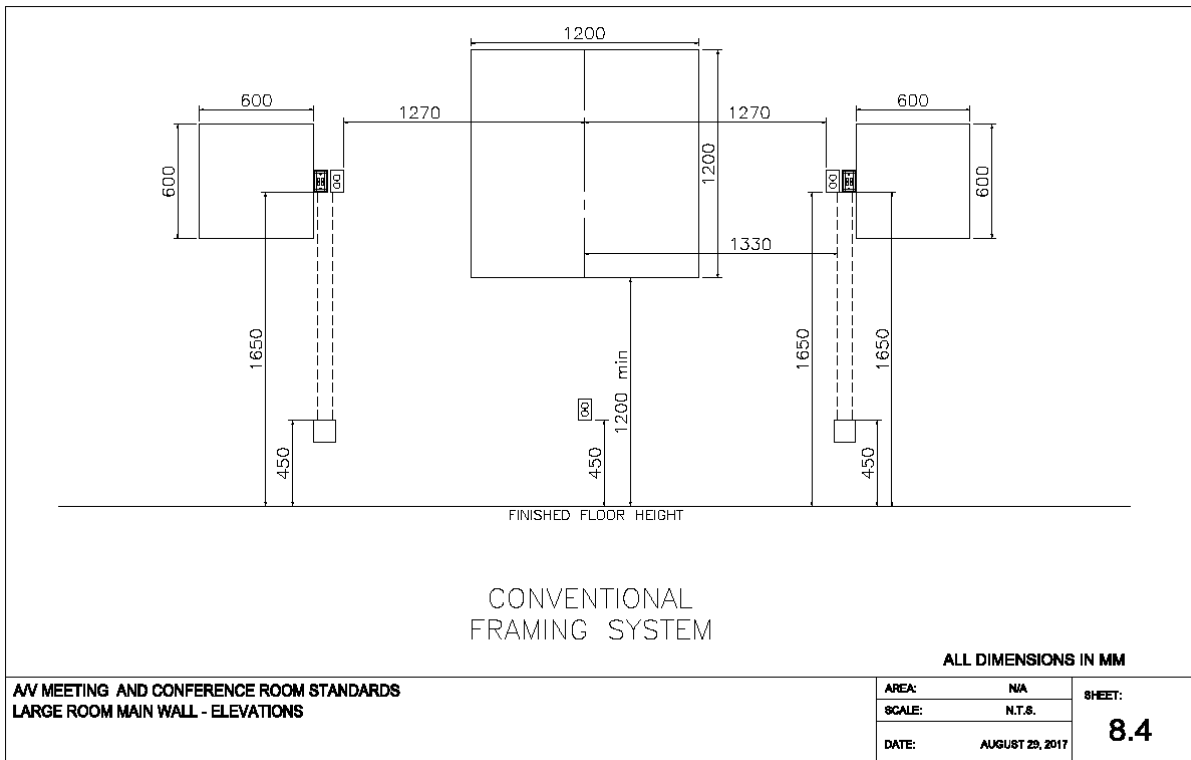 1200
600
1270
1270
600
600
1200
600
1330
1650
1200 min
1650
1650
450
450
450
FINISHED FLOOR HEIGHT
CONVENTIONAL
FRAMING SYSTEM
ALL DIMENSIONS IN MM
A/V MEETING AND CONFERENCE ROOM STANDARDS
LARGE ROOM MAIN WALL - ELEVATIONS
AREA: N/A
SCALE: N.T.S.
DATE: AUGUST 29, 2017
SHEET:
8.4